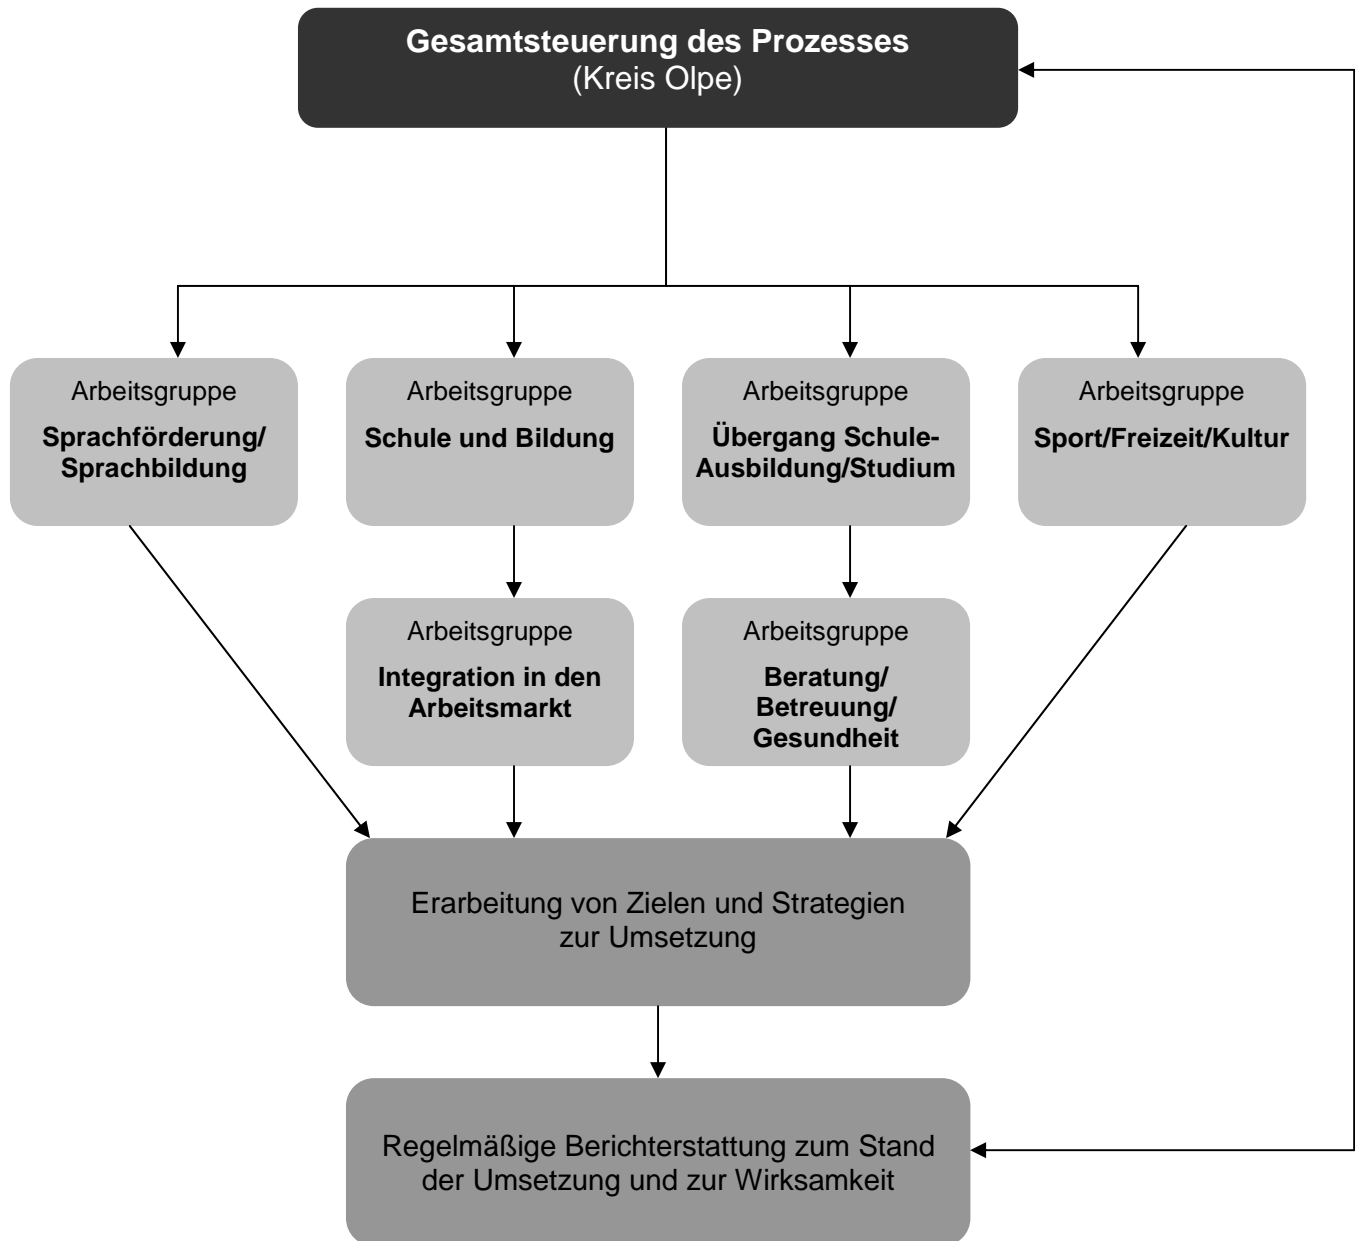 Gesamtsteuerung des Prozesses
(Kreis Olpe)
Arbeitsgruppe
Sprachförderung/
Sprachbildung
Arbeitsgruppe
Schule und Bildung
Arbeitsgruppe
Übergang Schule-
Ausbildung/Studium
Arbeitsgruppe
Sport/Freizeit/Kultur
Arbeitsgruppe
Integration in den
Arbeitsmarkt
Arbeitsgruppe
Beratung/
Betreuung/
Gesundheit
Erarbeitung von Zielen und Strategien
zur Umsetzung
Regelmäßige Berichterstattung zum Stand
der Umsetzung und zur Wirksamkeit